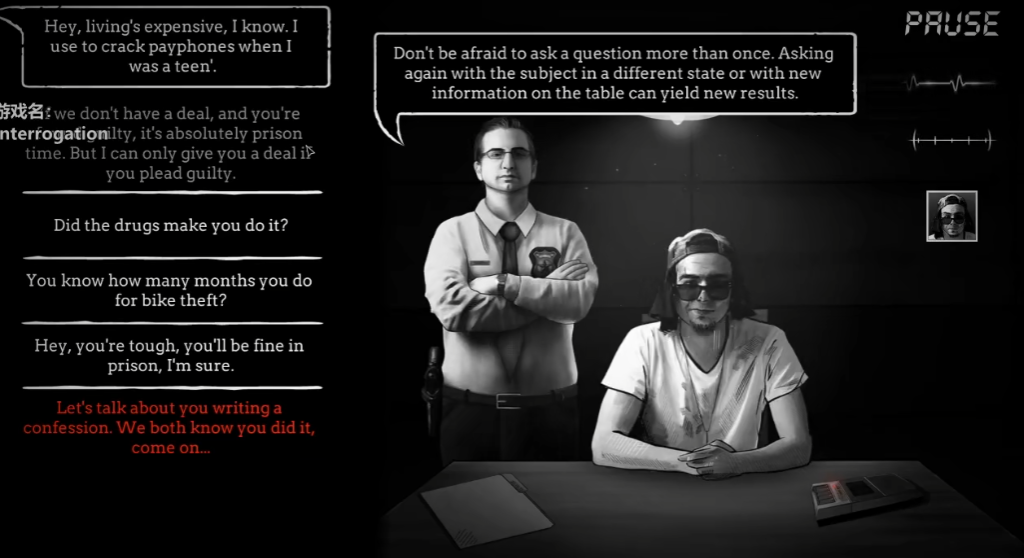 Hey, living's expensive, I know. I
use to crack payphones when I
was a teen'.
游戏名:
Interrogation
we don't have a deal, and you're
guilty, it's absolutely prison
time. But I can only give you a deal if
you plead guilty.
Did the drugs make you do it?
You know how many months you do
for bike theft?
Hey, you're tough, you'll be fine in
prison, I'm sure.
Let's talk about you writing a
confession. We both know you did it,
come on...
Don't be afraid to ask a question more than once. Asking
again with the subject in a different state or with new
information on the table can yield new results.
PAUSE